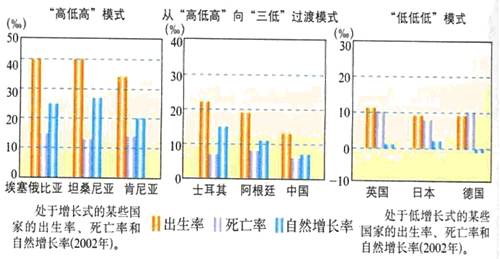 “高低高”模式
从“高低高”向“三低”过渡模式
“低低低”模式
(‰)
50
40
30
20
10
0
埃塞俄比亚 坦桑尼亚 肯尼亚
(‰)
40
30
20
10
0
土耳其 阿根廷 中国
(‰)
30
20
10
0
-10
英国 日本 德国
处于增长式的某些国
家的出生率、死亡率和
自然增长率(2002年)。
出生率 死亡率 自然增长率
处于低增长式的某些
国家的出生率、死亡率
和自然增长率(2002年)。